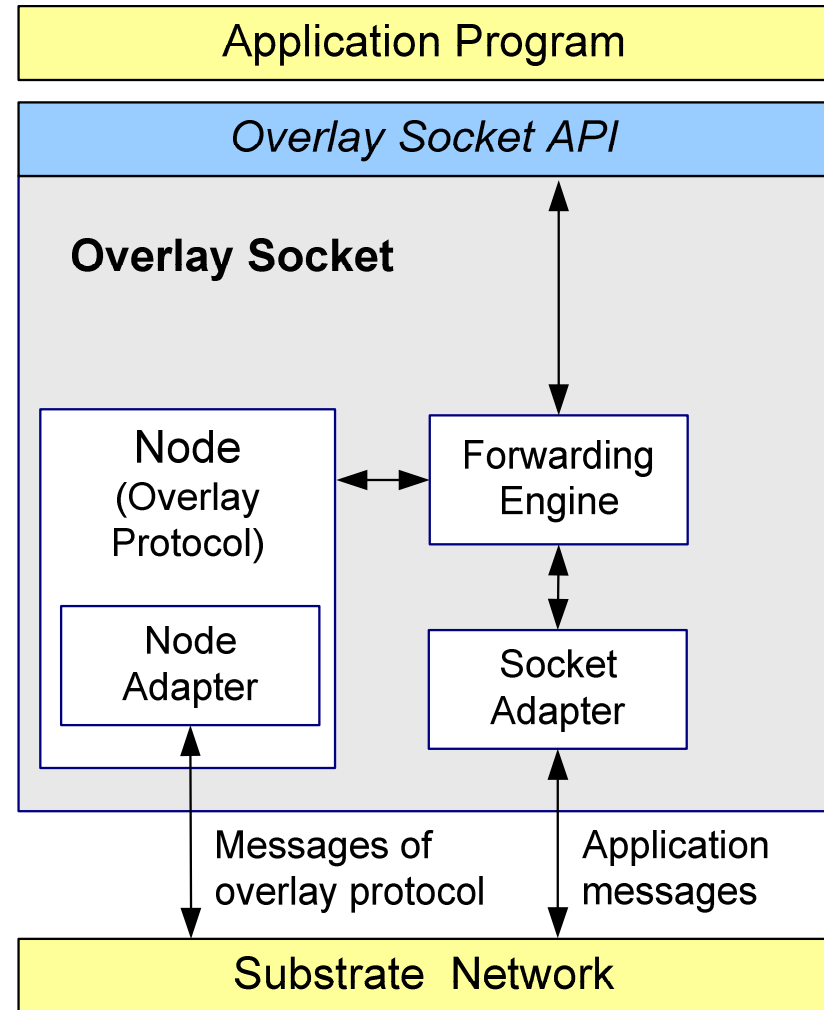 Application Program
Overlay Socket API
Overlay Socket
Node
(Overlay
Protocol)
Forwarding
Engine
Node
Adapter
Socket
Adapter
Messages of
overlay protocol
Application
messages
Substrate Network